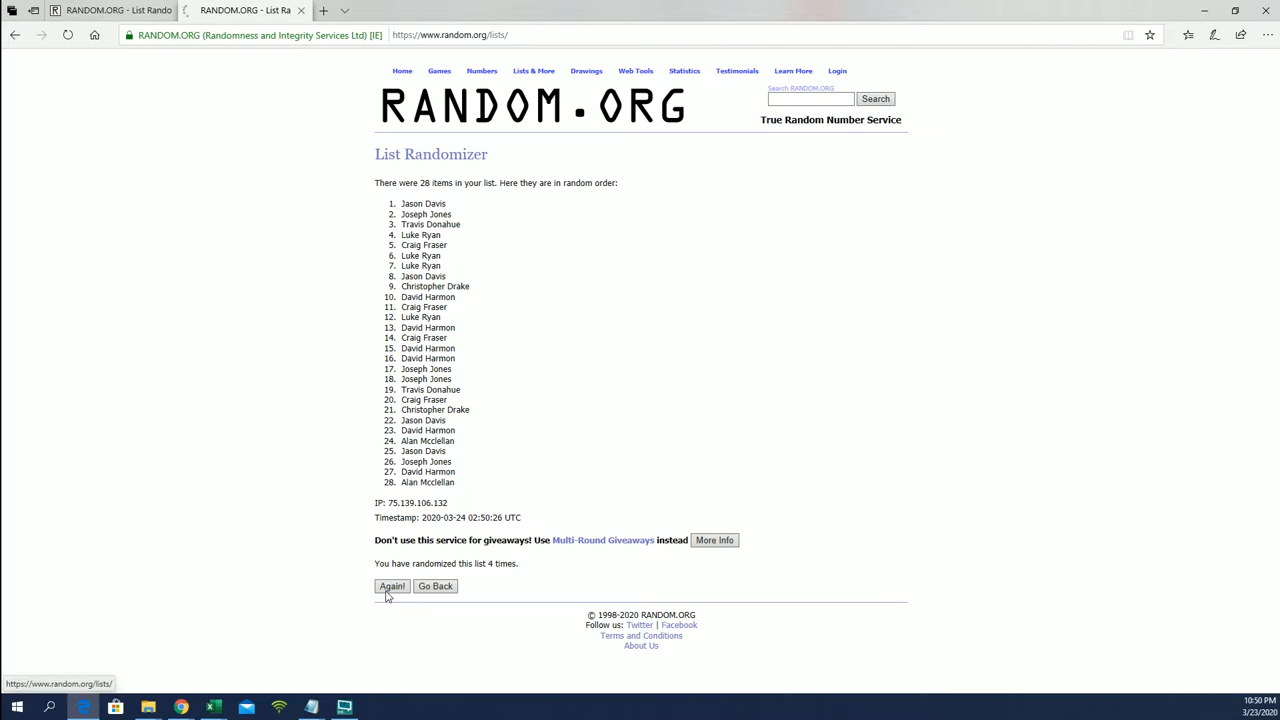 RANDOM.ORG - List Rando
RANDOM.ORG - List Ra
RANDOM.ORG (Randomness and Integrity Services Ltd) [IE]
https://www.random.org/lists/
Home Games Numbers Lists & More Drawings Web Tools Statistics Testimonials Learn More Login
RANDOM.ORG
Search RANDOM.ORG
Search
True Random Number Service
List Randomizer
There were 28 items in your list. Here they are in random order:
1. Jason Davis
2. Joseph Jones
3. Travis Donahue
4. Luke Ryan
5. Craig Fraser
6. Luke Ryan
7. Luke Ryan
8. Jason Davis
9. Christopher Drake
10. David Harmon
11. Craig Fraser
12. Luke Ryan
13. David Harmon
14. Craig Fraser
15. David Harmon
16. David Harmon
17. Joseph Jones
18. Joseph Jones
19. Travis Donahue
20. Craig Fraser
21. Christopher Drake
22. Jason Davis
23. David Harmon
24. Alan Mcclellan
25. Jason Davis
26. Joseph Jones
27. David Harmon
28. Alan Mcclellan
IP: 75.139.106.132
Timestamp: 2020-03-24 02:50:26 UTC
Don't use this service for giveaways! Use Multi-Round Giveaways instead More Info
You have randomized this list 4 times.
Again! Go Back
© 1998-2020 RANDOM.ORG
Follow us: Twitter | Facebook
Terms and Conditions
About Us
https://www.random.org/lists/
10:50 PM
3/23/2020